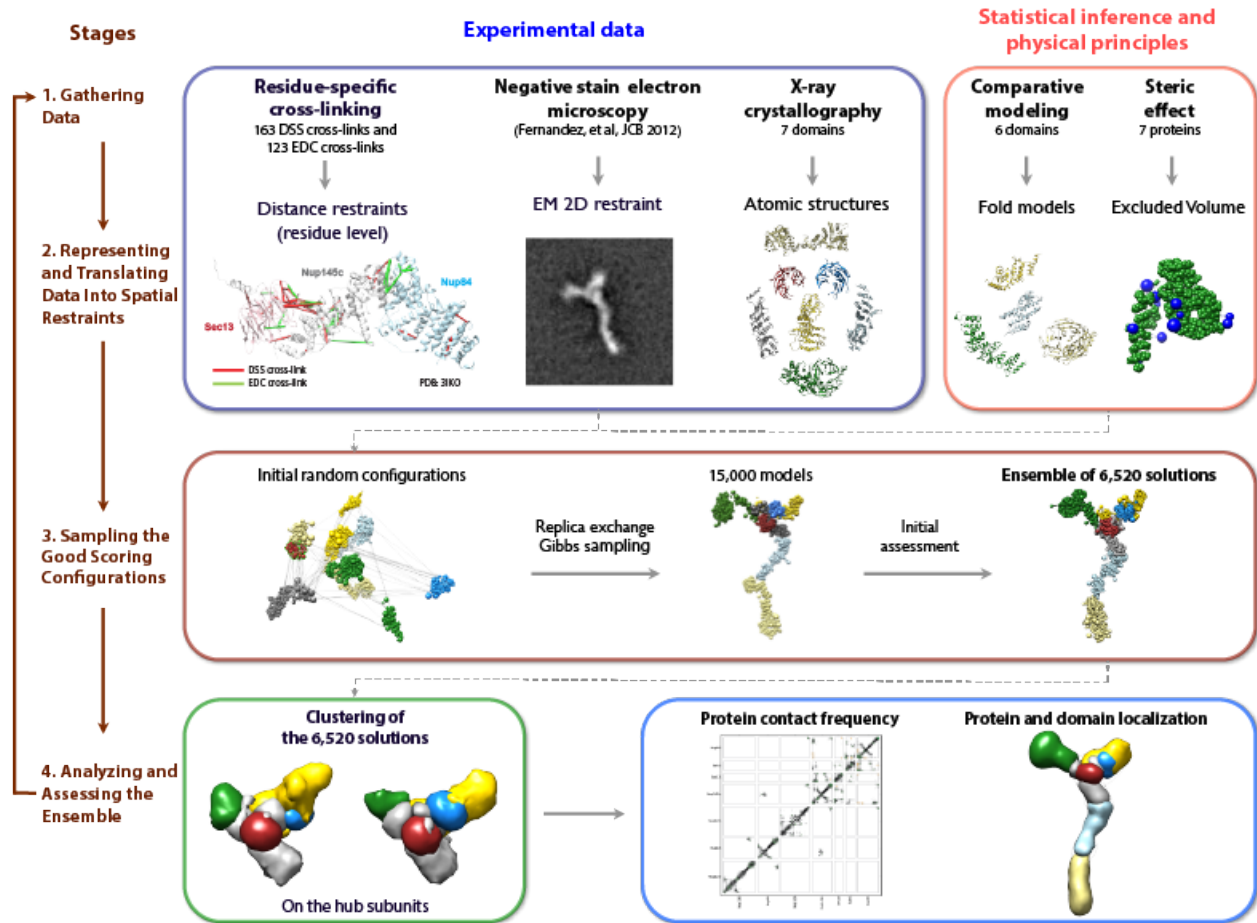 Stages
Experimental data
Statistical inference and
physical principles
1. Gathering
Data
Residue-specific
cross-linking
163 DSS cross-links and
123 EDC cross-links
Negative stain electron
microscopy
(Fernandez, et al, JCB 2012)
X-ray
crystallography
7 domains
Comparative
modeling
6 domains
Steric
effect
7 proteins
2. Representing
and Translating
Data Into Spatial
Restraints
Distance restraints
(residue level)
EM 2D restraint
Atomic structures
Fold models
Excluded Volume
Nup145c
Nup84
Sec13
DSS cross-link
EDC cross-link
PDB: 3IKO
3. Sampling the
Good Scoring
Configurations
Initial random configurations
Replica exchange
Gibbs sampling
15,000 models
Initial
assessment
Ensemble of 6,520 solutions
4. Analyzing and
Assessing the
Ensemble
Clustering of
the 6,520 solutions
On the hub subunits
Protein contact frequency
Protein and domain localization